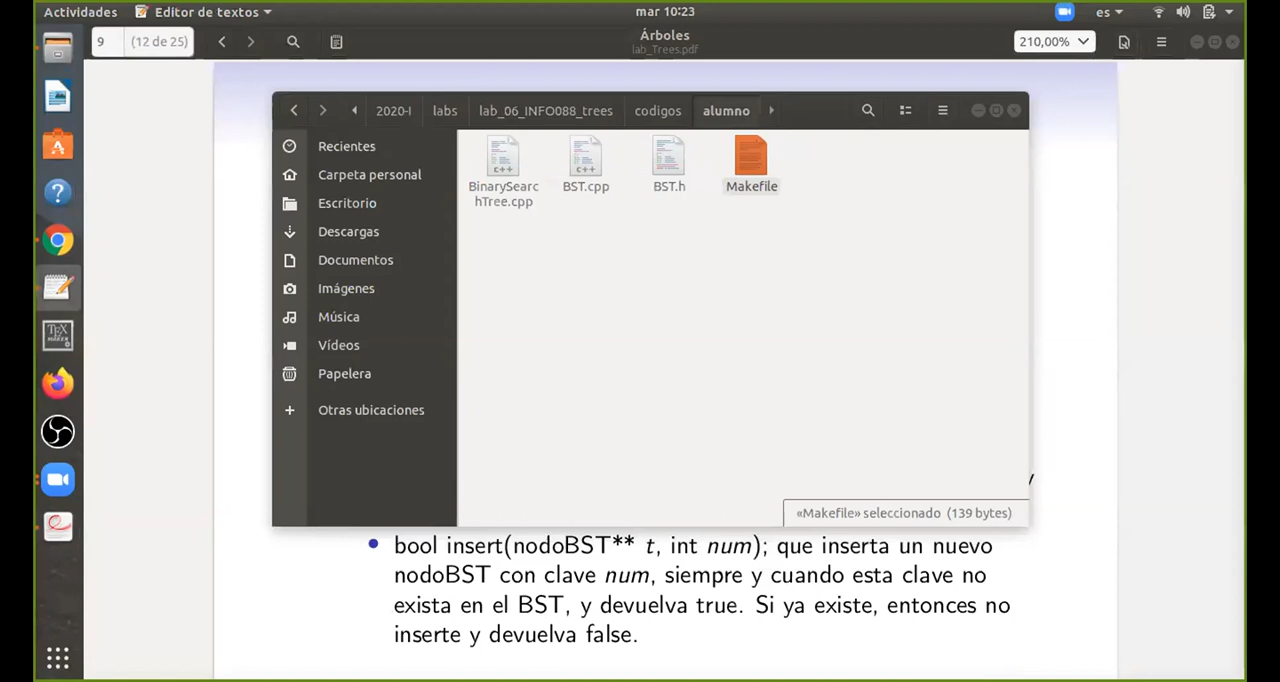 Actividades Editor de textos mar 10:23 es
9 (12 de 25) Árboles 210,00%
lab_Trees.pdf
2020-I labs lab_06_INFO088_trees codigos alumno
Recientes
Carpeta personal
Escritorio
Descargas
Documentos
Imágenes
Música
Vídeos
Papelera
+ Otras ubicaciones
c++ c++
BinarySearc BST.cpp BST.h Makefile
hTree.cpp
TEX
MAKER
y
«Makefile» seleccionado (139 bytes)
• bool insert(nodoBST** t, int num); que inserta un nuevo
nodoBST con clave num, siempre y cuando esta clave no
exista en el BST, y devuelva true. Si ya existe, entonces no
inserte y devuelva false.